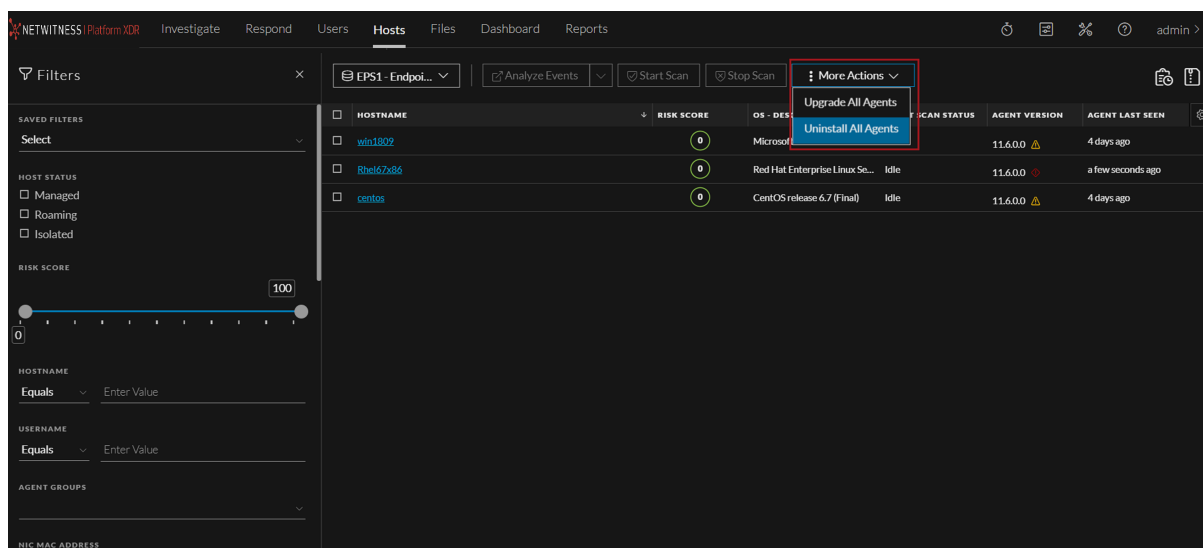 NETWITNESS | Platform XDR Investigate Respond Users Hosts Files Dashboard Reports admin >
Filters
SAVED FILTERS
Select
HOST STATUS
Managed
Roaming
Isolated
RISK SCORE
100
0
HOSTNAME
Equals Enter Value
USERNAME
Equals Enter Value
AGENT GROUPS
NIC MAC ADDRESS
EPS1 - Endpoi... Analyze Events Start Scan Stop Scan More Actions
Upgrade All Agents
Uninstall All Agents
HOSTNAME RISK SCORE OS - DES T SCAN STATUS AGENT VERSION AGENT LAST SEEN
win1809 0 Microsof 11.6.0.0 4 days ago
Rhel67x86 0 Red Hat Enterprise Linux Se... Idle 11.6.0.0 a few seconds ago
centos 0 CentOS release 6.7 (Final) Idle 11.6.0.0 4 days ago